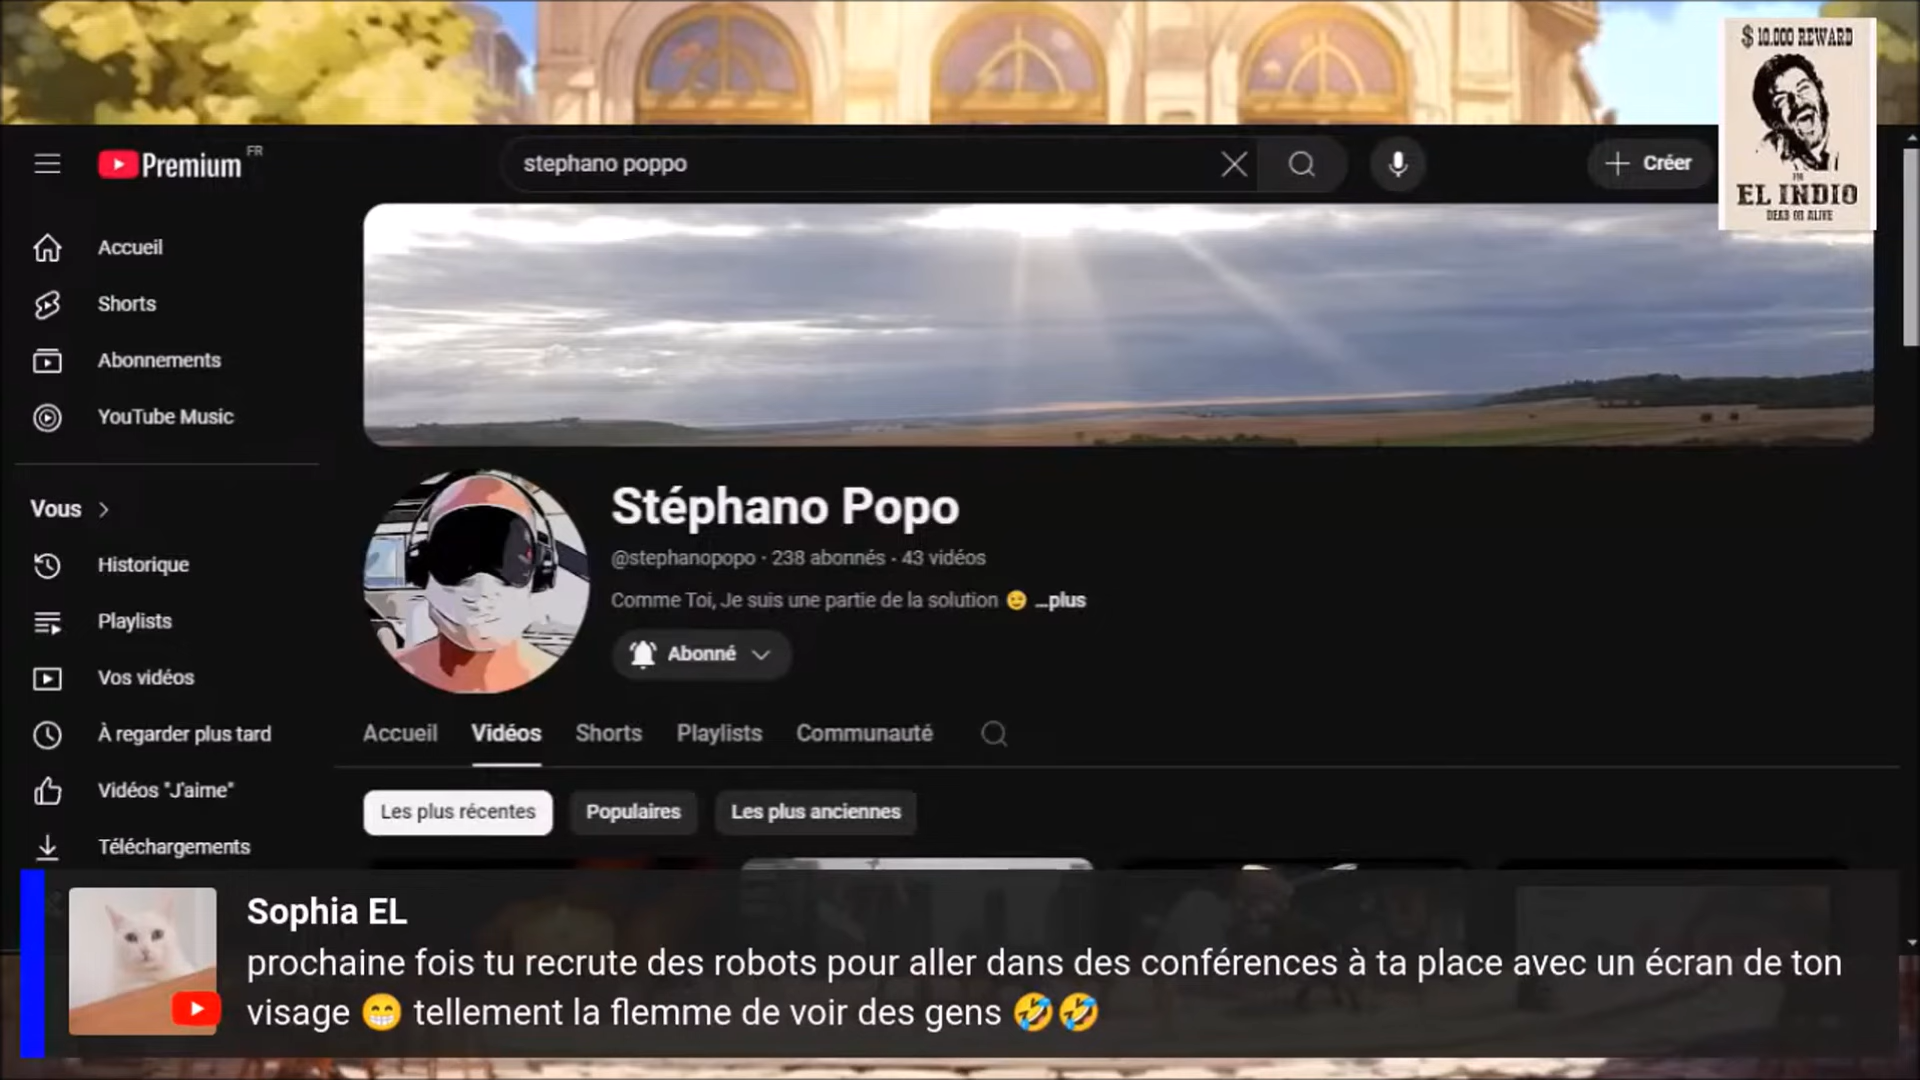 $ 10.000 REWARD
EL INDIO
DEAD OR ALIVE
Premium FR
stephano poppo
Créer
Accueil
Shorts
Abonnements
YouTube Music
Vous
Historique
Playlists
Vos vidéos
À regarder plus tard
Vidéos "J'aime"
Téléchargements
Stéphano Popo
@stephanopopo · 238 abonnés · 43 vidéos
Comme Toi, Je suis une partie de la solution 😉 ...plus
Abonné
Accueil Vidéos Shorts Playlists Communauté
Les plus récentes Populaires Les plus anciennes
Sophia EL
prochaine fois tu recrute des robots pour aller dans des conférences à ta place avec un écran de ton
visage 😁 tellement la flemme de voir des gens 🤣🤣